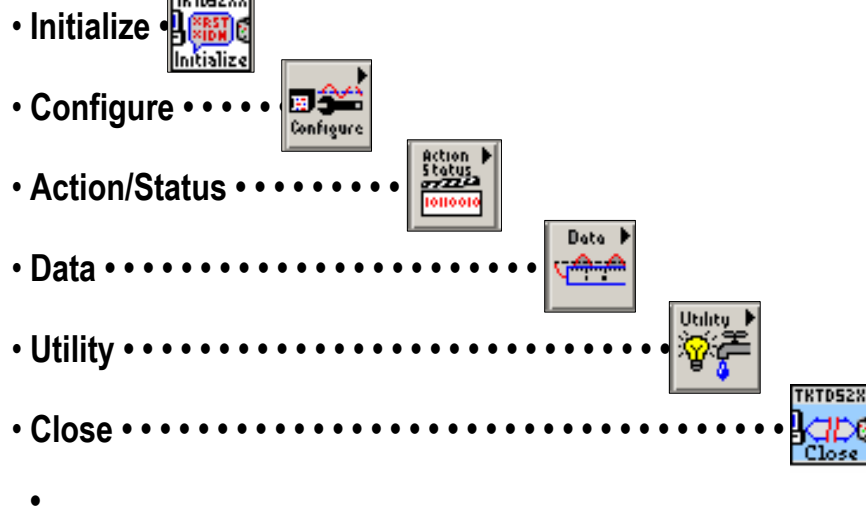 TKTDS2XX
• Initialize •
*RST
*IDN
Initialize
• Configure • • • • • •
Configure
• Action/Status • • • • • • • • •
Action
Status
10110010
• Data • • • • • • • • • • • • • • • • • • • • • • •
Data
• Utility • • • • • • • • • • • • • • • • • • • • • • • • • • • • •
Utility
• Close • • • • • • • • • • • • • • • • • • • • • • • • • • • • • • • • • • •
TKTDS2X
Close
•